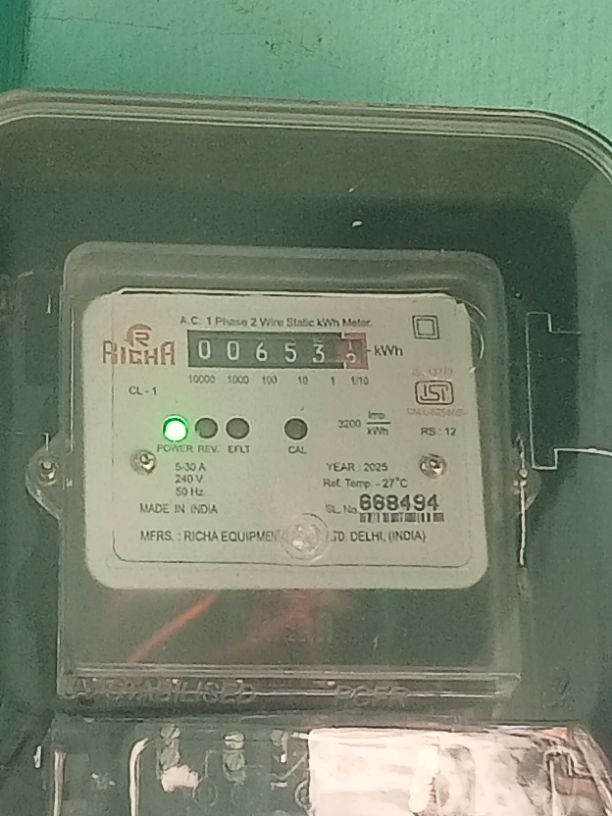 A.C. 1 Phase 2 Wire Static kWh Meter.
RICHA
0 0 6 5 3 kWh
10000 1000 100 10 1 1/10
CL - 1
ISI
3200 Imp. kWh
RS : 12
POWER REV. EFLT CAL
5-30 A
240 V
50 Hz.
YEAR : 2025
Ref. Temp. - 27°C
MADE IN INDIA
SL. No. 668494
MFRS. : RICHA LTD. DELHI, (INDIA)